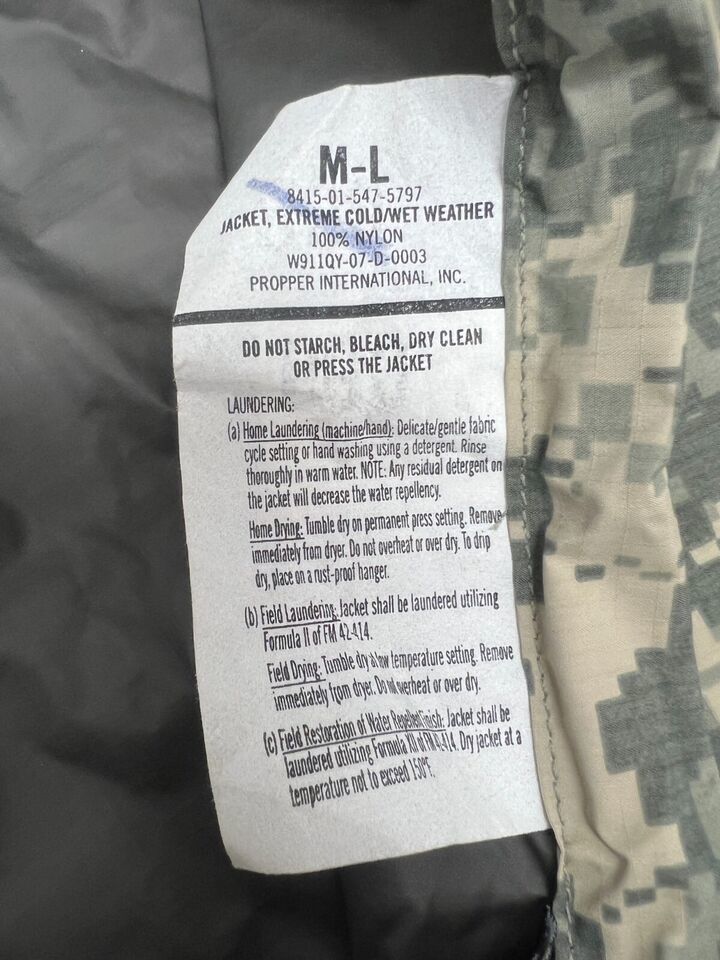 M-L
8415-01-547-5797
JACKET, EXTREME COLD/WET WEATHER
100% NYLON
W911QY-07-D-0003
PROPPER INTERNATIONAL, INC.
DO NOT STARCH, BLEACH, DRY CLEAN
OR PRESS THE JACKET
LAUNDERING:
(a) Home Laundering (machine/hand): Delicate/gentle fabric
cycle setting or hand washing using a detergent. Rinse
thoroughly in warm water. NOTE: Any residual detergent on
the jacket will decrease the water repellency.
Home Drying: Tumble dry on permanent press setting. Remove
immediately from dryer. Do not overheat or over dry. To drip
dry, place on a rust-proof hanger.
(b) Field Laundering: Jacket shall be laundered utilizing
Formula II of FM 42-414.
Field Drying: Tumble dry at low temperature setting. Remove
immediately from dryer. Do not overheat or over dry.
(c) Field Restoration of Water Repellent Finish: Jacket shall be
laundered utilizing Formula XI of FM 42-414. Dry jacket at a
temperature not to exceed 150°F.